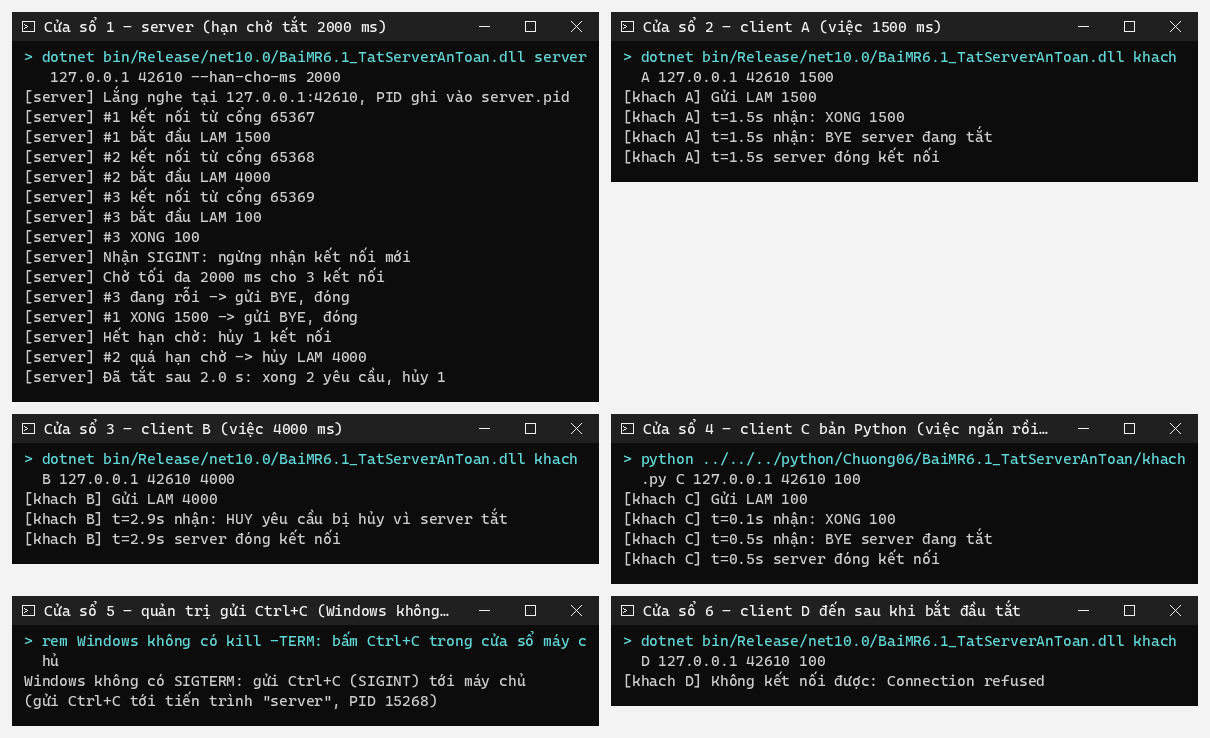 Cửa sổ 1 – server (hạn chờ tắt 2000 ms)
> dotnet bin/Release/net10.0/BaiMR6.1_TatServerAnToan.dll server
127.0.0.1 42610 --han-cho-ms 2000
[server] Lắng nghe tại 127.0.0.1:42610, PID ghi vào server.pid
[server] #1 kết nối từ cổng 65367
[server] #1 bắt đầu LAM 1500
[server] #2 kết nối từ cổng 65368
[server] #2 bắt đầu LAM 4000
[server] #3 kết nối từ cổng 65369
[server] #3 bắt đầu LAM 100
[server] #3 XONG 100
[server] Nhận SIGINT: ngừng nhận kết nối mới
[server] Chờ tối đa 2000 ms cho 3 kết nối
[server] #3 đang rỗi -> gửi BYE, đóng
[server] #1 XONG 1500 -> gửi BYE, đóng
[server] Hết hạn chờ: hủy 1 kết nối
[server] #2 quá hạn chờ -> hủy LAM 4000
[server] Đã tắt sau 2.0 s: xong 2 yêu cầu, hủy 1
Cửa sổ 2 – client A (việc 1500 ms)
> dotnet bin/Release/net10.0/BaiMR6.1_TatServerAnToan.dll khach
A 127.0.0.1 42610 1500
[khach A] Gửi LAM 1500
[khach A] t=1.5s nhận: XONG 1500
[khach A] t=1.5s nhận: BYE server đang tắt
[khach A] t=1.5s server đóng kết nối
Cửa sổ 3 – client B (việc 4000 ms)
> dotnet bin/Release/net10.0/BaiMR6.1_TatServerAnToan.dll khach
B 127.0.0.1 42610 4000
[khach B] Gửi LAM 4000
[khach B] t=2.9s nhận: HUY yêu cầu bị hủy vì server tắt
[khach B] t=2.9s server đóng kết nối
Cửa sổ 4 – client C bản Python (việc ngắn rồi…
> python ../../../python/Chuong06/BaiMR6.1_TatServerAnToan/khach
.py C 127.0.0.1 42610 100
[khach C] Gửi LAM 100
[khach C] t=0.1s nhận: XONG 100
[khach C] t=0.5s nhận: BYE server đang tắt
[khach C] t=0.5s server đóng kết nối
Cửa sổ 5 – quản trị gửi Ctrl+C (Windows không…
> rem Windows không có kill -TERM: bấm Ctrl+C trong cửa sổ máy c
hủ
Windows không có SIGTERM: gửi Ctrl+C (SIGINT) tới máy chủ
(gửi Ctrl+C tới tiến trình "server", PID 15268)
Cửa sổ 6 – client D đến sau khi bắt đầu tắt
> dotnet bin/Release/net10.0/BaiMR6.1_TatServerAnToan.dll khach
D 127.0.0.1 42610 100
[khach D] Không kết nối được: Connection refused